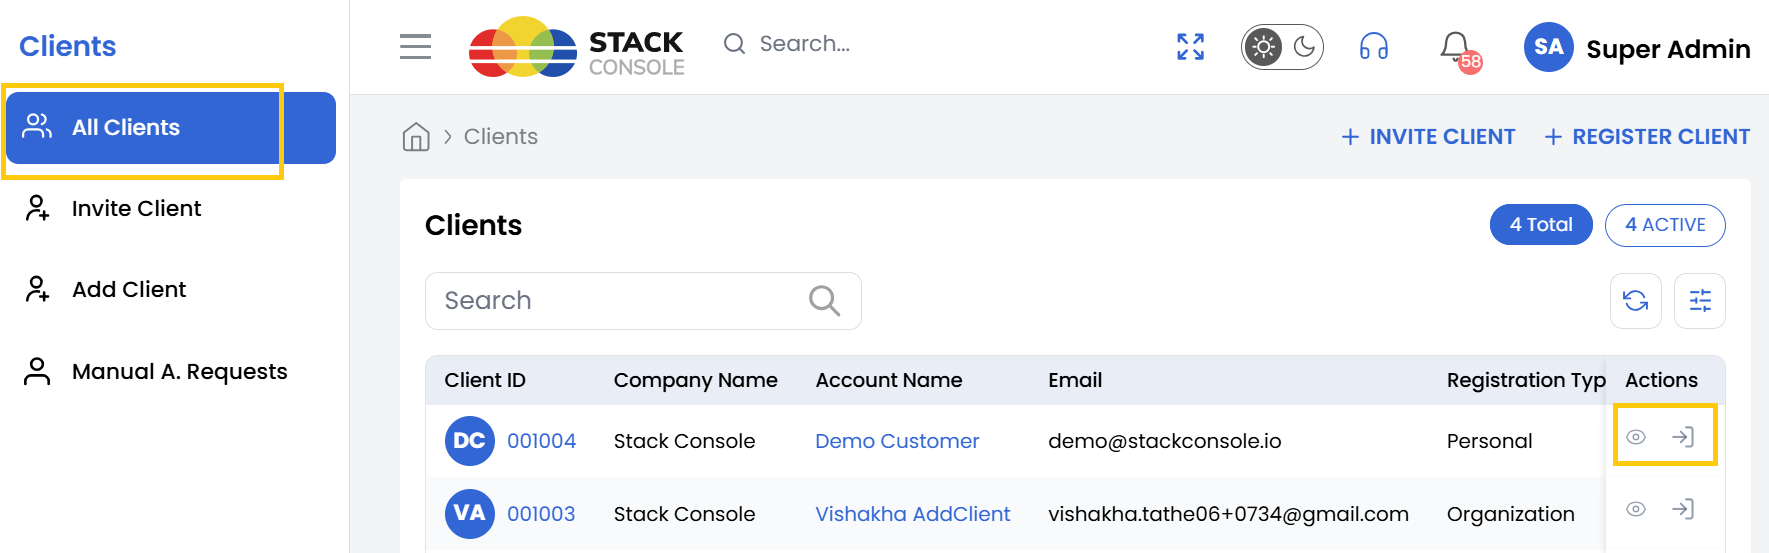 Clients
All Clients
Invite Client
Add Client
Manual A. Requests
STACK
CONSOLE
Search...
58
SA
Super Admin
Clients
+ INVITE CLIENT
+ REGISTER CLIENT
Clients
4 Total
4 ACTIVE
Search
Client ID Company Name Account Name Email Registration Typ Actions
DC 001004 Stack Console Demo Customer demo@stackconsole.io Personal
VA 001003 Stack Console Vishakha AddClient vishakha.tathe06+0734@gmail.com Organization